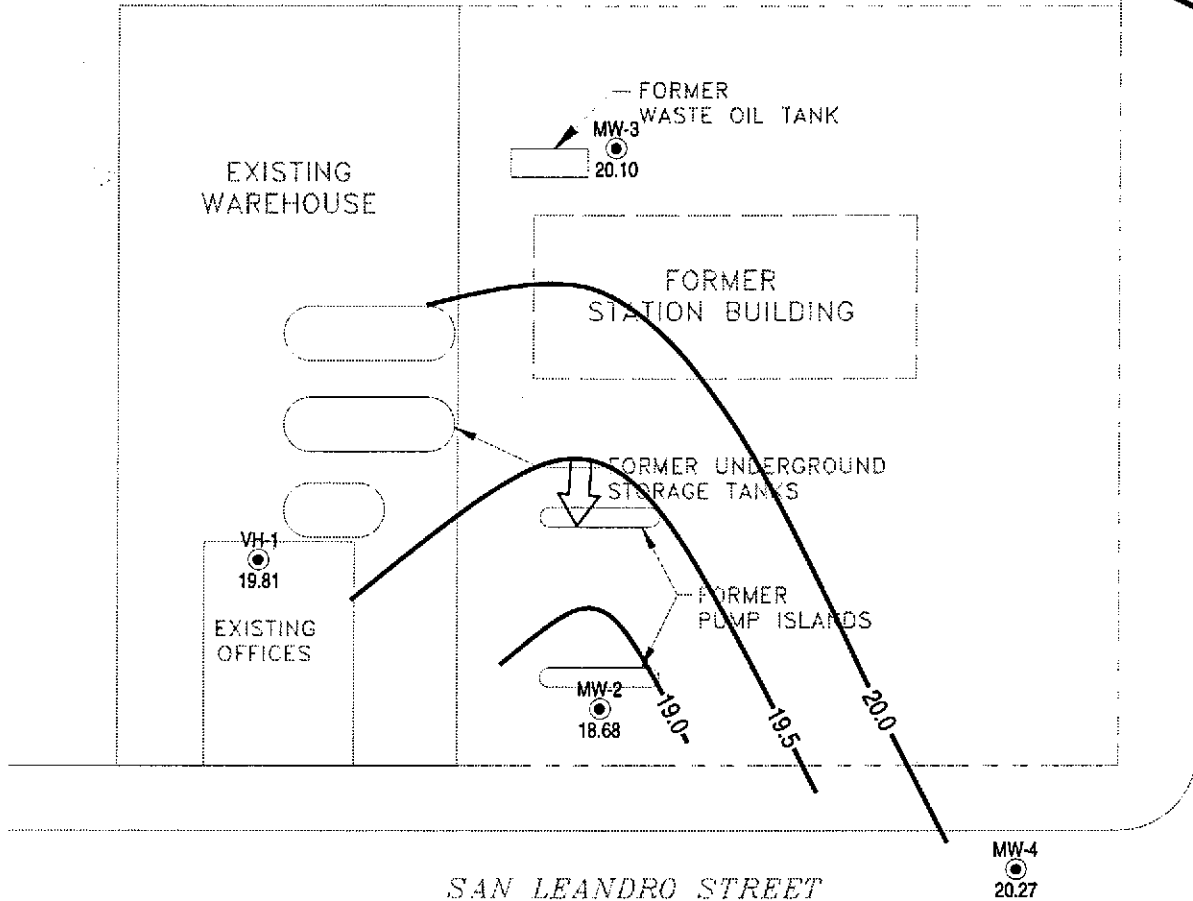 FORMER
WASTE OIL TANK
MW-3
20.10
EXISTING
WAREHOUSE
FORMER
STATION BUILDING
FORMER UNDERGROUND
STORAGE TANKS
VH-1
19.81
EXISTING
OFFICES
FORMER
PUMP ISLANDS
MW-2
18.68
19.0
19.5
20.0
MW-4
20.27
SAN LEANDRO STREET